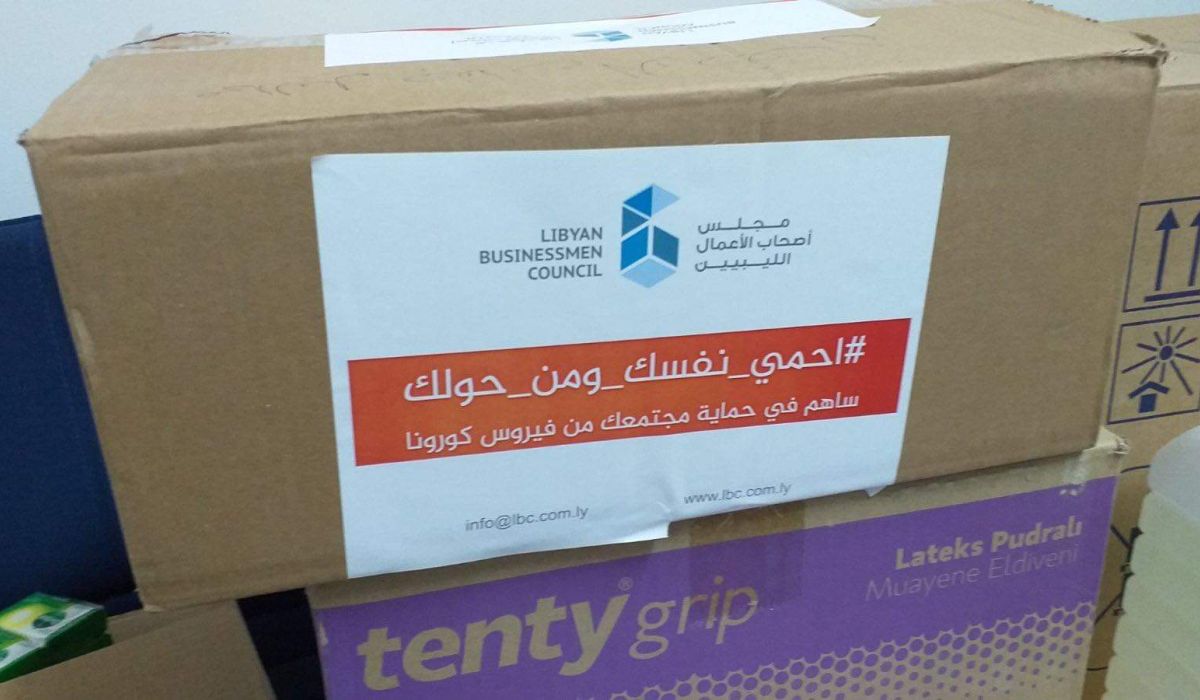 LIBYAN
BUSINESSMEN
COUNCIL
مجلس
أصحاب الأعمال
الليبيين
#احمي_نفسك_ومن_حولك
ساهم في حماية مجتمعك من فيروس كورونا
info@lbc.com.ly
www.lbc.com.ly
tenty® grip
Lateks Pudralı
Muayene Eldiveni